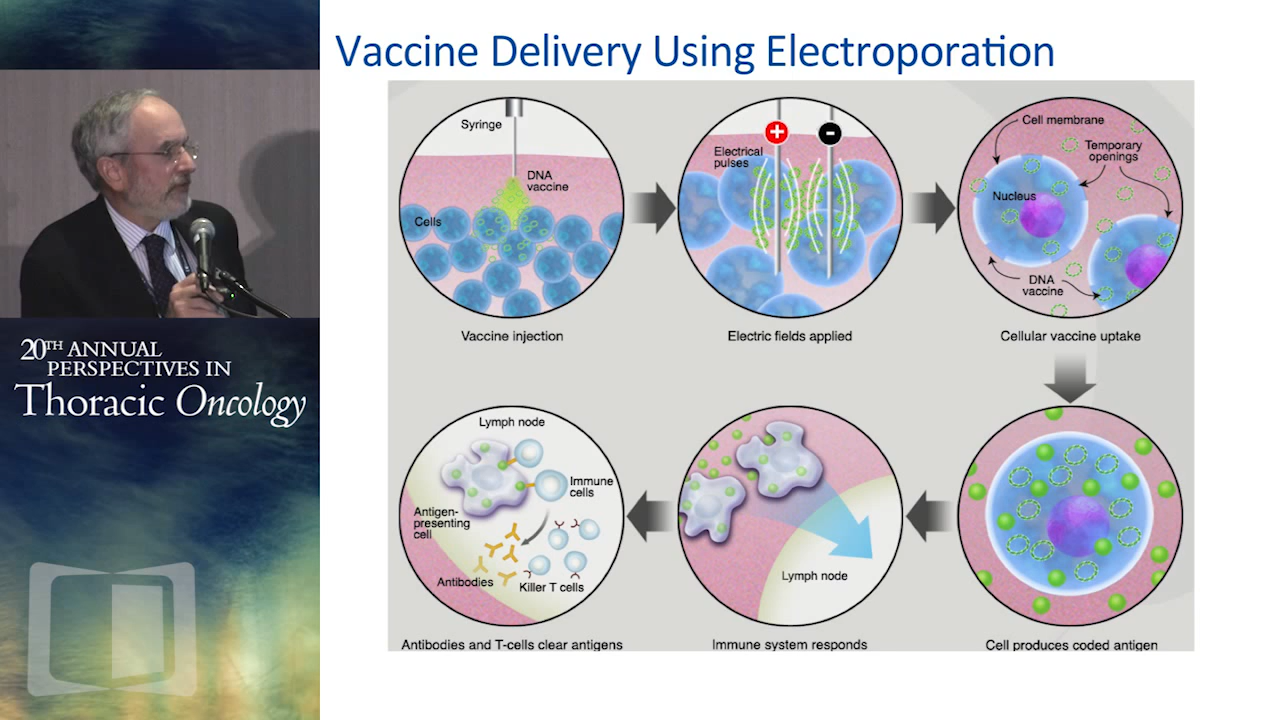 Vaccine Delivery Using Electroporation
Syringe
DNA
vaccine
Cells
Vaccine injection
+
-
Electrical
pulses
Electric fields applied
Cell membrane
Temporary
openings
Nucleus
DNA
vaccine
Cellular vaccine uptake
Lymph node
Immune
cells
Antigen-
presenting
cell
Antibodies
Killer T cells
Antibodies and T-cells clear antigens
Lymph node
Immune system responds
Cell produces coded antigen
20TH ANNUAL
PERSPECTIVES IN
Thoracic Oncology